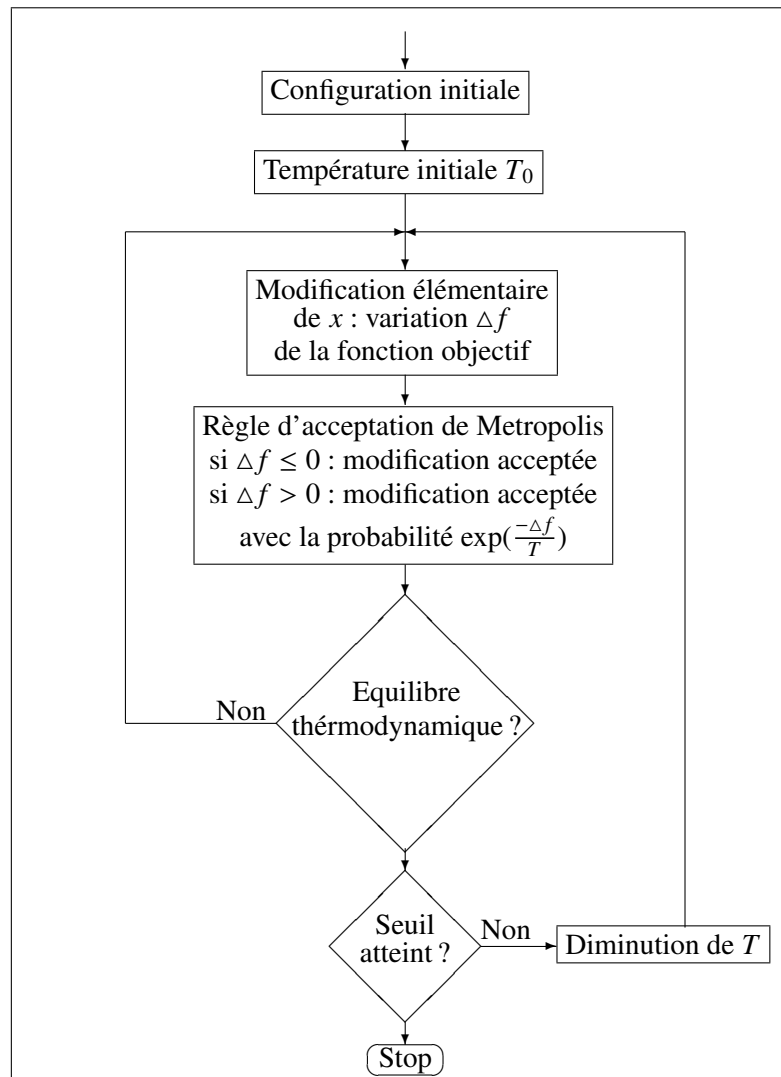 Configuration initiale
Température initiale T₀
Modification élémentaire
de x : variation △f
de la fonction objectif
Règle d'acceptation de Metropolis
si △f ≤ 0 : modification acceptée
si △f > 0 : modification acceptée
avec la probabilité exp(−△f/T)
Equilibre
thérmodynamique ?
Non
Seuil
atteint ?
Non
Diminution de T
Stop